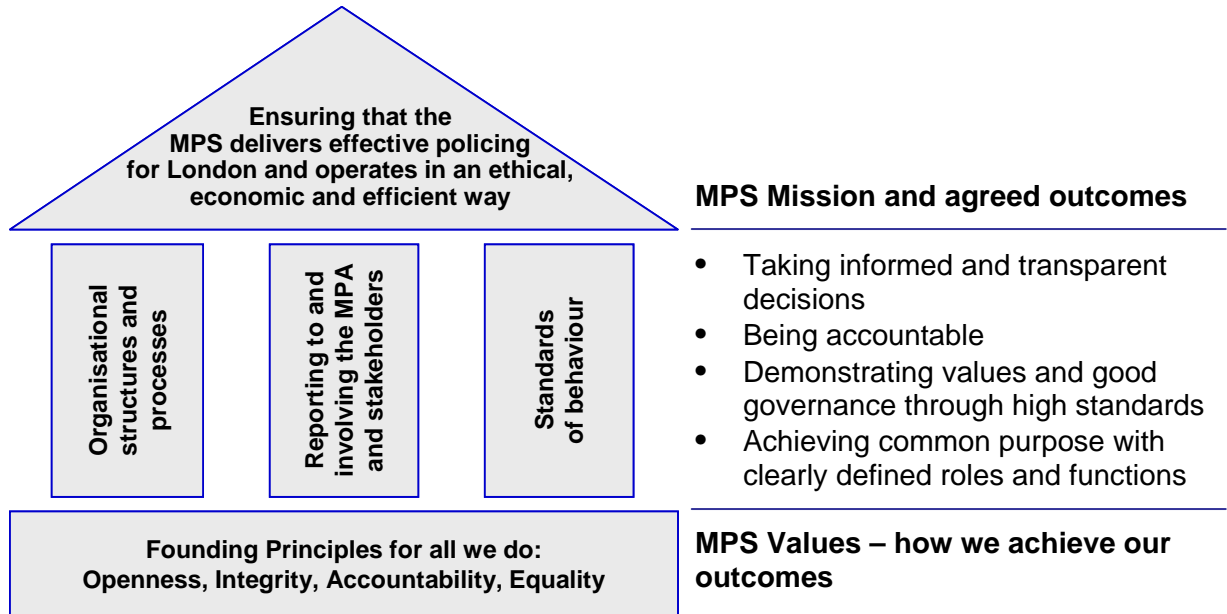 Ensuring that the
MPS delivers effective policing
for London and operates in an ethical,
economic and efficient way
MPS Mission and agreed outcomes
Organisational
structures and
processes
Reporting to and
involving the MPA
and stakeholders
Standards
of behaviour
• Taking informed and transparent
decisions
• Being accountable
• Demonstrating values and good
governance through high standards
• Achieving common purpose with
clearly defined roles and functions
Founding Principles for all we do:
Openness, Integrity, Accountability, Equality
MPS Values – how we achieve our
outcomes